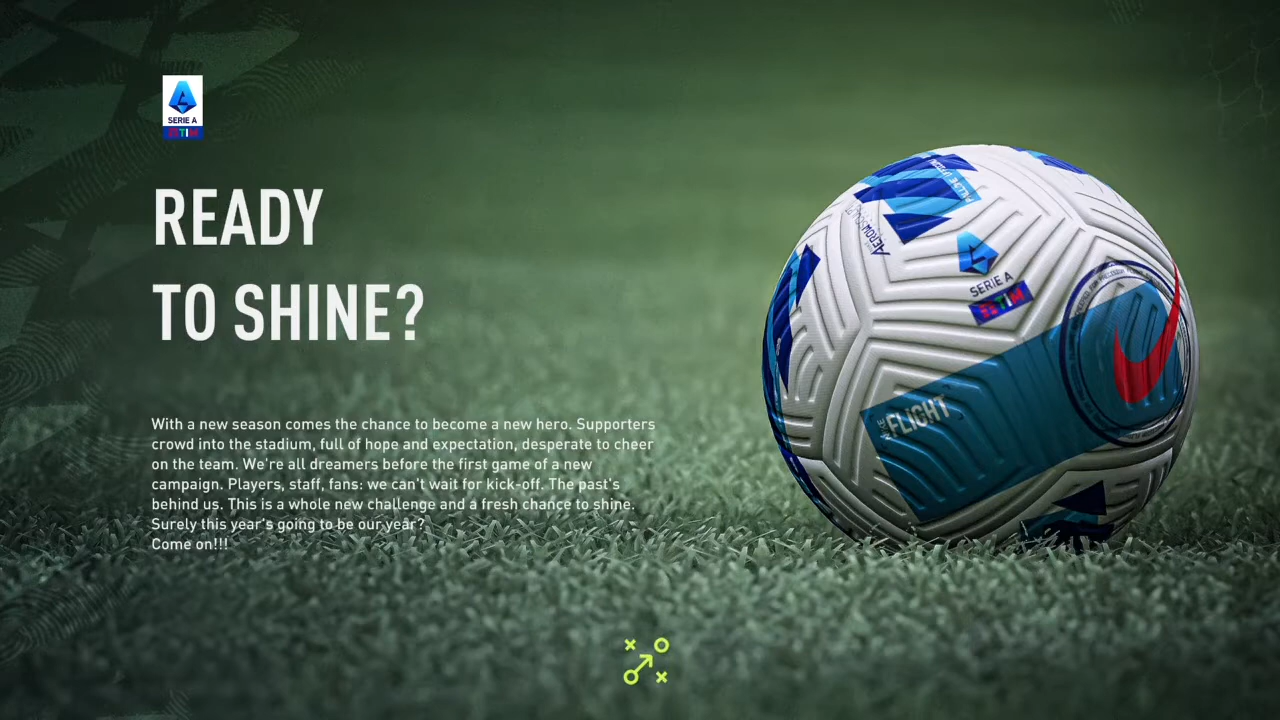 SERIE A
TIM
READY
TO SHINE?
With a new season comes the chance to become a new hero. Supporters
crowd into the stadium, full of hope and expectation, desperate to cheer
on the team. We're all dreamers before the first game of a new
campaign. Players, staff, fans: we can't wait for kick-off. The past's
behind us. This is a whole new challenge and a fresh chance to shine.
Surely this year's going to be our year?
Come on!!!
SERIE A
TIM
FLIGHT